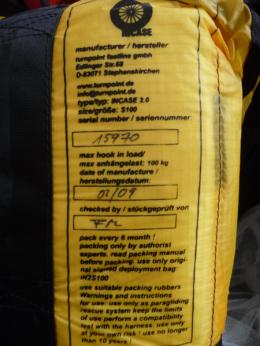 INCASE
manufacturer / hersteller
turnpoint fastline gmbh
Edlinger Str.68
D-83071 Stephanskirchen
www.turnpoint.de
info@turnpoint.de
type/typ: INCASE 2.0
size/größe: S100
serial number / seriennummer:
15970
max hook in load/
max anhängelast: 100 kg
date of manufacture /
herstellungsdatum:
02/09
checked by / stückgeprüft von
pack every 6 month !
packing only by authorist
experts. read packing manual
before packing. use only origi-
nal deployment bag
use suitable packing rubbers
Warnings and instructions
for use: use only as paragliding
rescue system keep the limits
of use perform a compatibility
test with the harness. use only
at your own risk ! use no longer
than 10 years !